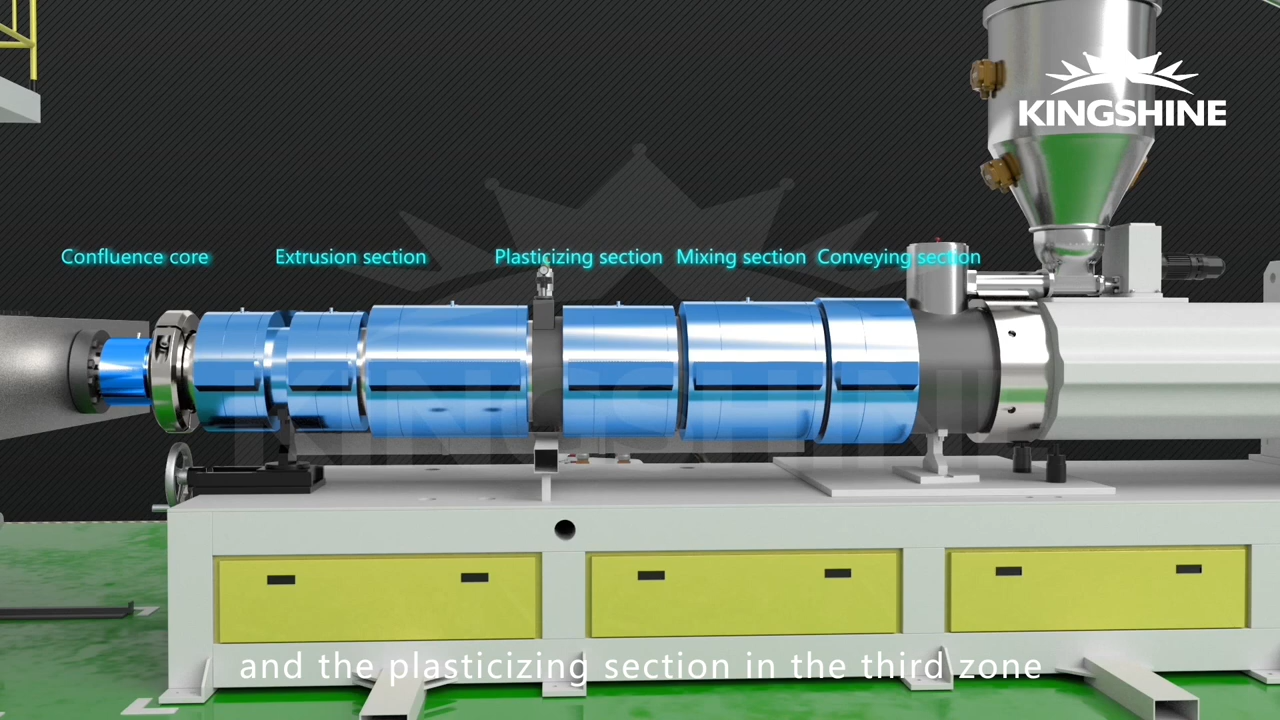 KINGSHINE
Confluence core
Extrusion section
Plasticizing section
Mixing section
Conveying section
KINGSHINE
and the plasticizing section in the third zone